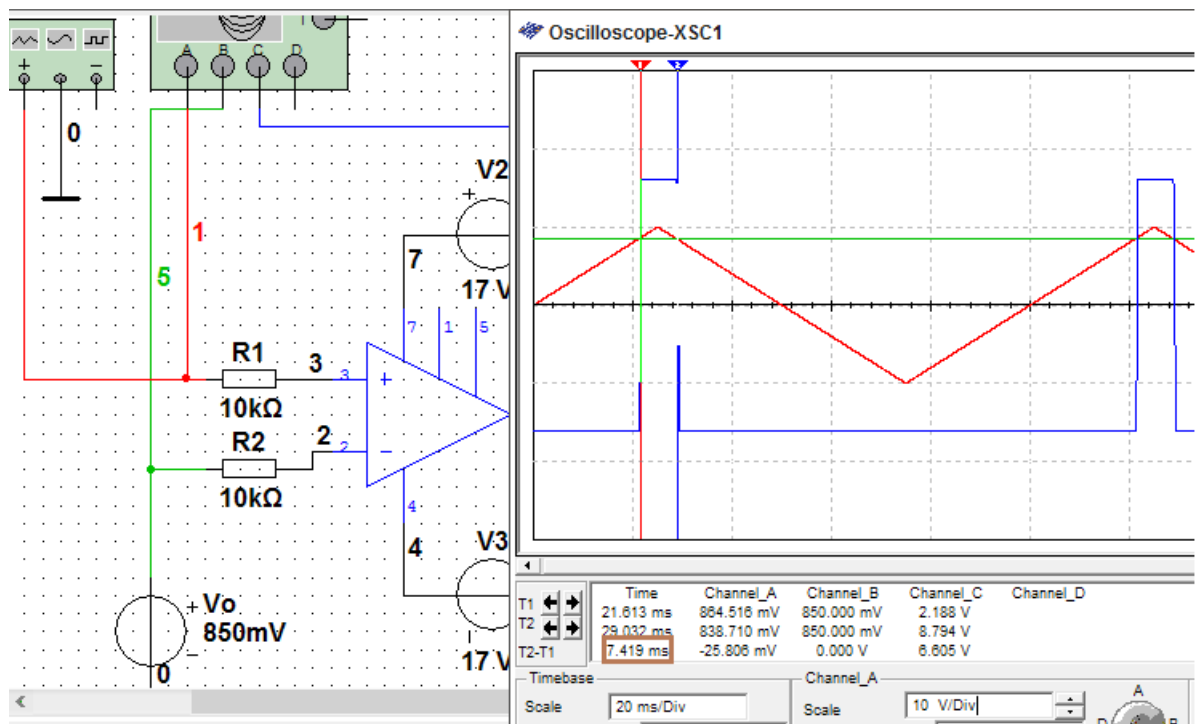 Oscilloscope-XSC1
A B C D
T
+ −
0
1 2
V2
+
1
7
5
17 V
7 1 5
R1 3 3 +
10kΩ
R2 2 2 −
10kΩ
4
4
V3
+ Vo
850mV
−
17 V
0
Time Channel_A Channel_B Channel_C Channel_D
T1 21.613 ms 864.516 mV 850.000 mV 2.188 V
T2 29.032 ms 838.710 mV 850.000 mV 8.794 V
T2-T1 7.419 ms -25.806 mV 0.000 V 6.605 V
Timebase
Scale 20 ms/Div
Channel_A
Scale 10 V/Div
A
B